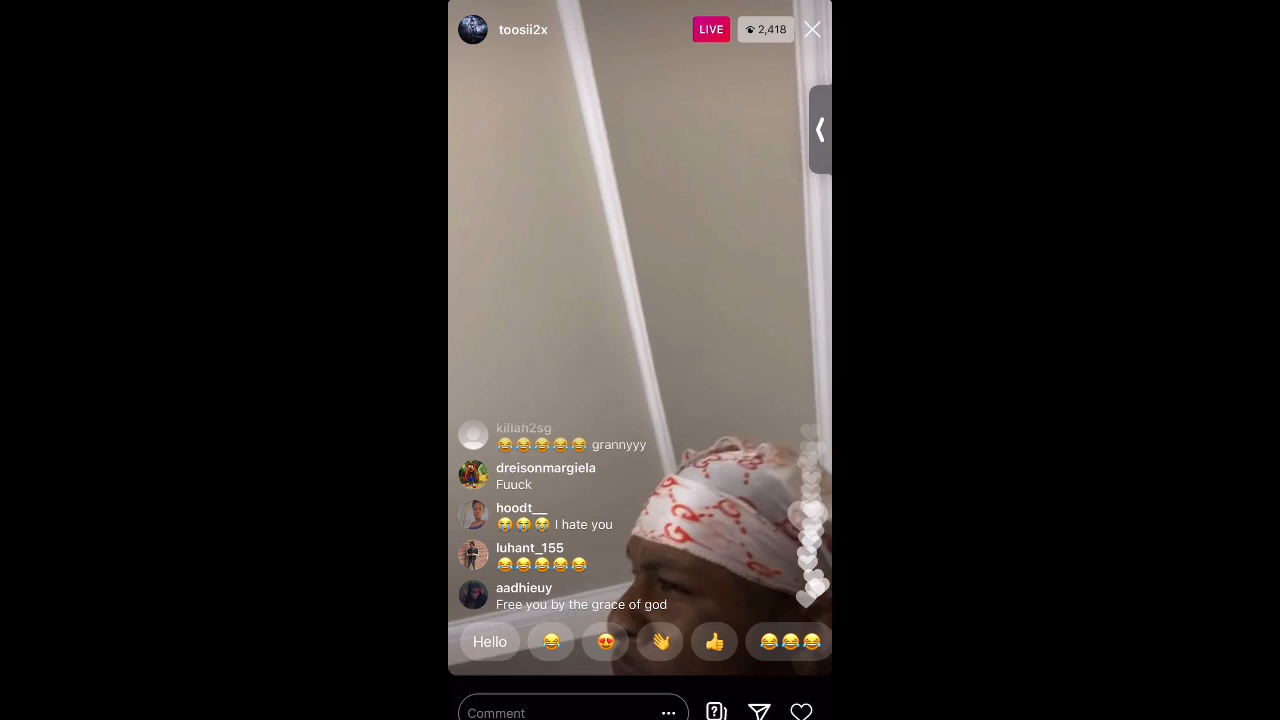 toosii2x
LIVE
2,418
killah2sg
😂😂😂😂😂 grannyyy
dreisonmargiela
Fuuck
hoodt__
😭😭😭 I hate you
luhant_155
😂😂😂😂😂
aadhieuy
Free you by the grace of god
Hello 😂 😍 👋 👍 😂😂😂
Comment